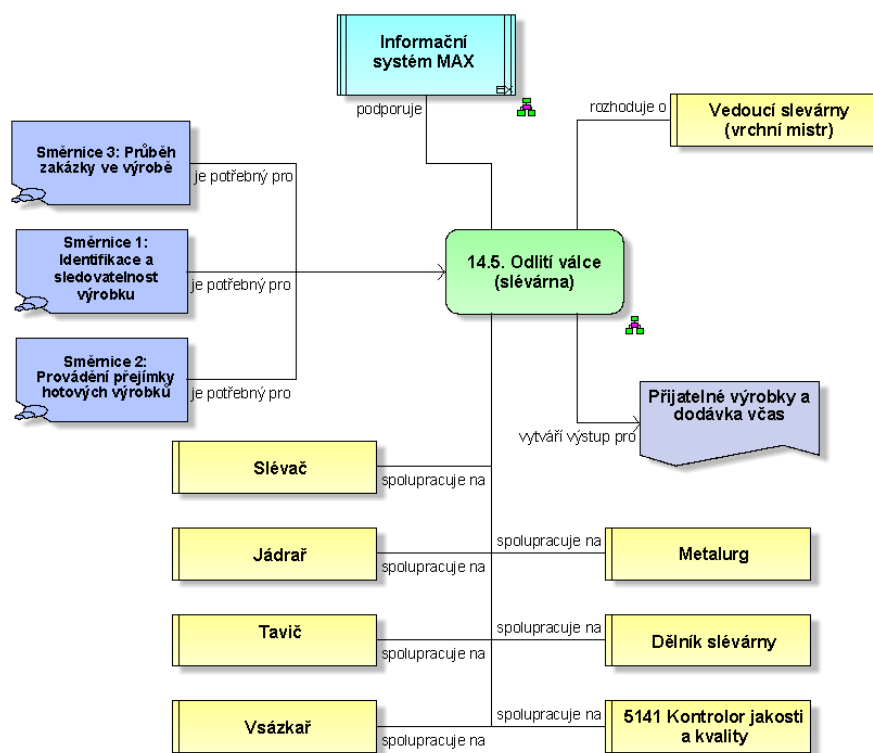 Informační
systém MAX
podporuje
rozhoduje o
Vedoucí slevárny
(vrchní mistr)
Směrnice 3: Průběh
zakázky ve výrobě
je potřebný pro
Směrnice 1:
Identifikace a
sledovatelnost
výrobku
je potřebný pro
14.5. Odlití válce
(slévárna)
Směrnice 2:
Provádění přejímky
hotových výrobků
je potřebný pro
Přijatelné výrobky a
dodávka včas
vytváří výstup pro
Slévač
spolupracuje na
Jádrař
spolupracuje na
spolupracuje na
Metalurg
Tavič
spolupracuje na
spolupracuje na
Dělník slévárny
Vsázkař
spolupracuje na
spolupracuje na
5141 Kontrolor jakosti
a kvality